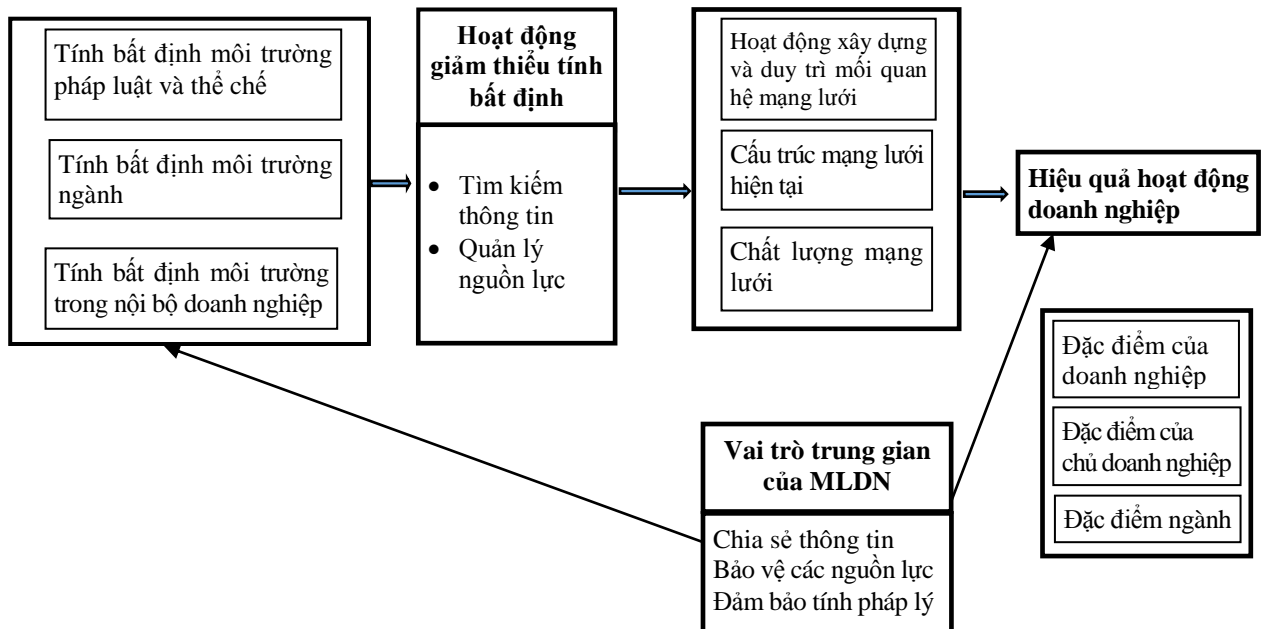 Tính bất định môi trường
pháp luật và thể chế
Tính bất định môi trường
ngành
Tính bất định môi trường
trong nội bộ doanh nghiệp
Hoạt động
giảm thiểu tính
bất định
• Tìm kiếm
thông tin
• Quản lý
nguồn lực
Hoạt động xây dựng
và duy trì mối quan
hệ mạng lưới
Cấu trúc mạng lưới
hiện tại
Chất lượng mạng
lưới
Hiệu quả hoạt động
doanh nghiệp
Đặc điểm của
doanh nghiệp
Đặc điểm của
chủ doanh nghiệp
Đặc điểm ngành
Vai trò trung gian
của MLDN
Chia sẻ thông tin
Bảo vệ các nguồn lực
Đảm bảo tính pháp lý